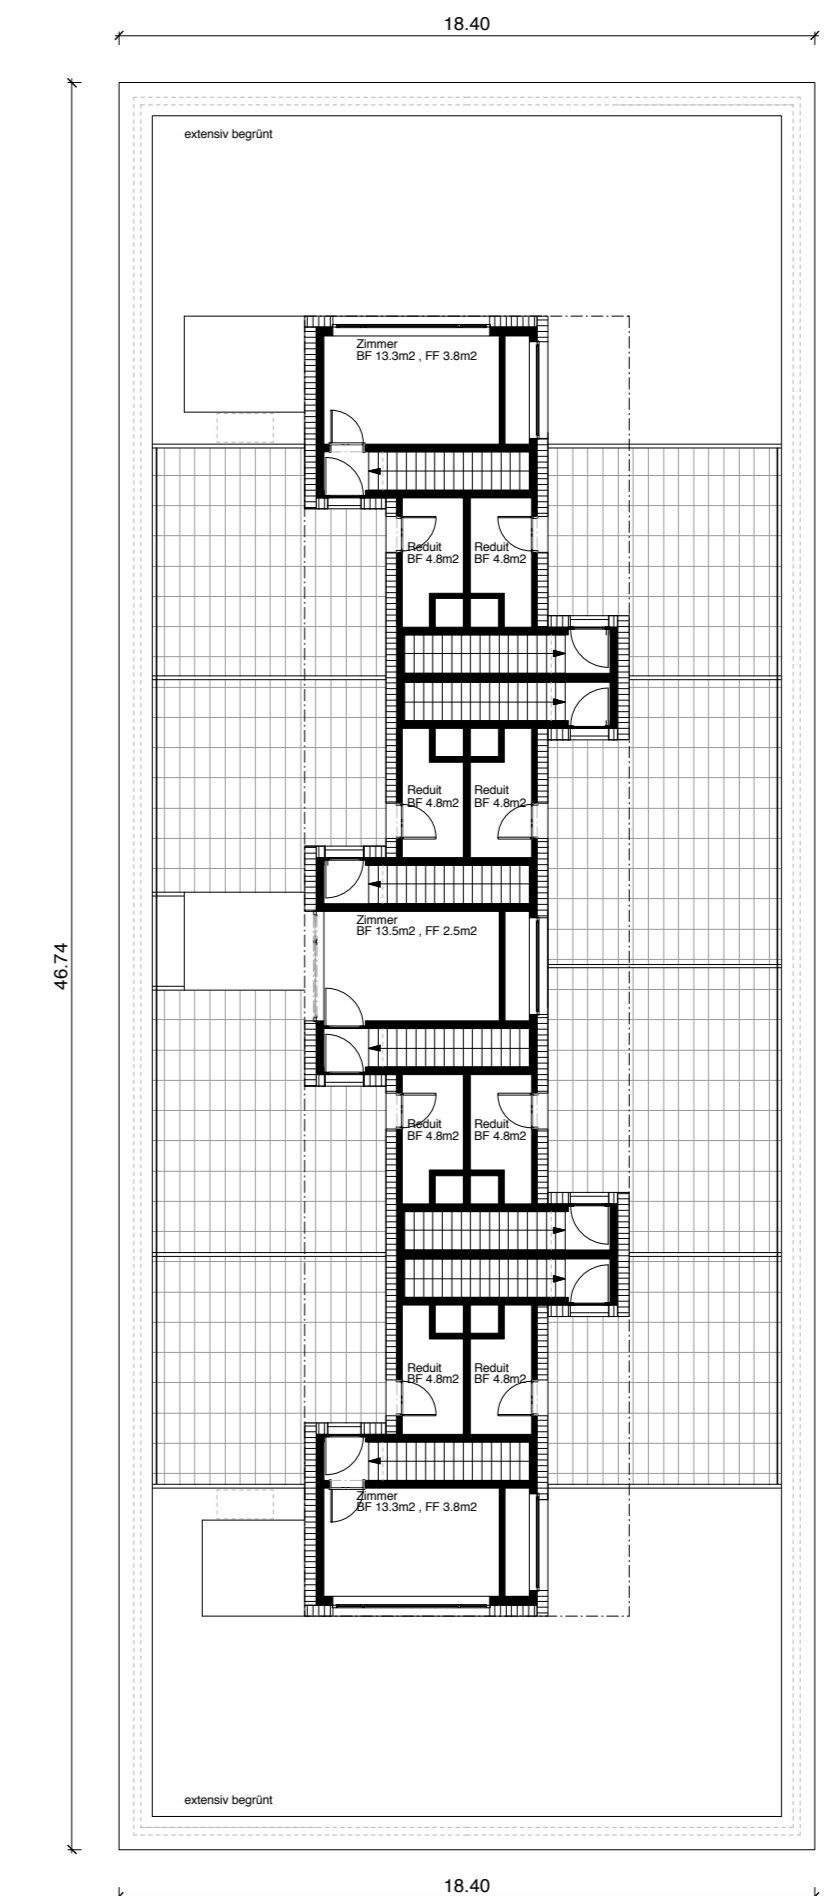 18.40
extensiv begrünt
Zimmer
BF 13.3m2 , FF 3.8m2
Reduit
BF 4.8m2
Reduit
BF 4.8m2
Reduit
BF 4.8m2
Reduit
BF 4.8m2
46.74
Zimmer
BF 13.5m2 , FF 2.5m2
Reduit
BF 4.8m2
Reduit
BF 4.8m2
Reduit
BF 4.8m2
Reduit
BF 4.8m2
Zimmer
BF 13.3m2 , FF 3.8m2
extensiv begrünt
18.40